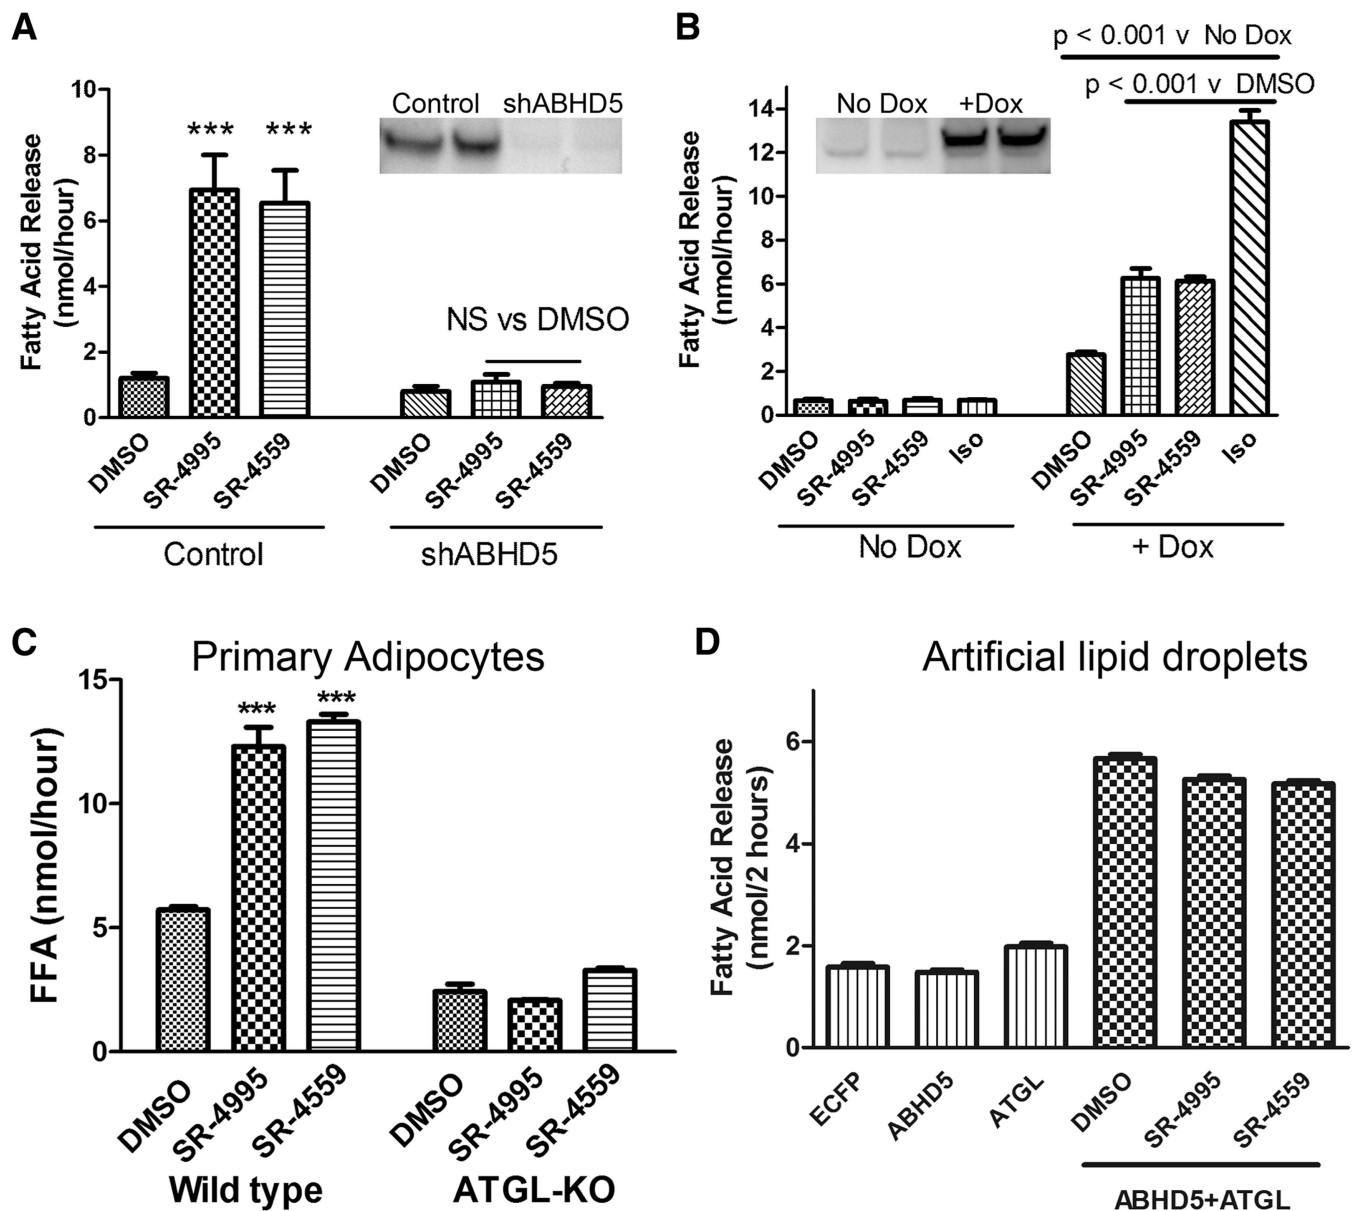 A
Fatty Acid Release
(nmol/hour)
10
8
6
4
2
0
***
***
Control
shABHD5
NS vs DMSO
DMSO
SR-4995
SR-4559
DMSO
SR-4995
SR-4559
Control
shABHD5
B
p < 0.001 v No Dox
p < 0.001 v DMSO
Fatty Acid Release
(nmol/hour)
14
12
10
8
6
4
2
0
No Dox
+Dox
DMSO
SR-4995
SR-4559
Iso
DMSO
SR-4995
SR-4559
Iso
No Dox
+ Dox
C
Primary Adipocytes
FFA (nmol/hour)
15
10
5
0
***
***
DMSO
SR-4995
SR-4559
DMSO
SR-4995
SR-4559
Wild type
ATGL-KO
D
Artificial lipid droplets
Fatty Acid Release
(nmol/2 hours)
6
4
2
0
ECFP
ABHD5
ATGL
DMSO
SR-4995
SR-4559
ABHD5+ATGL